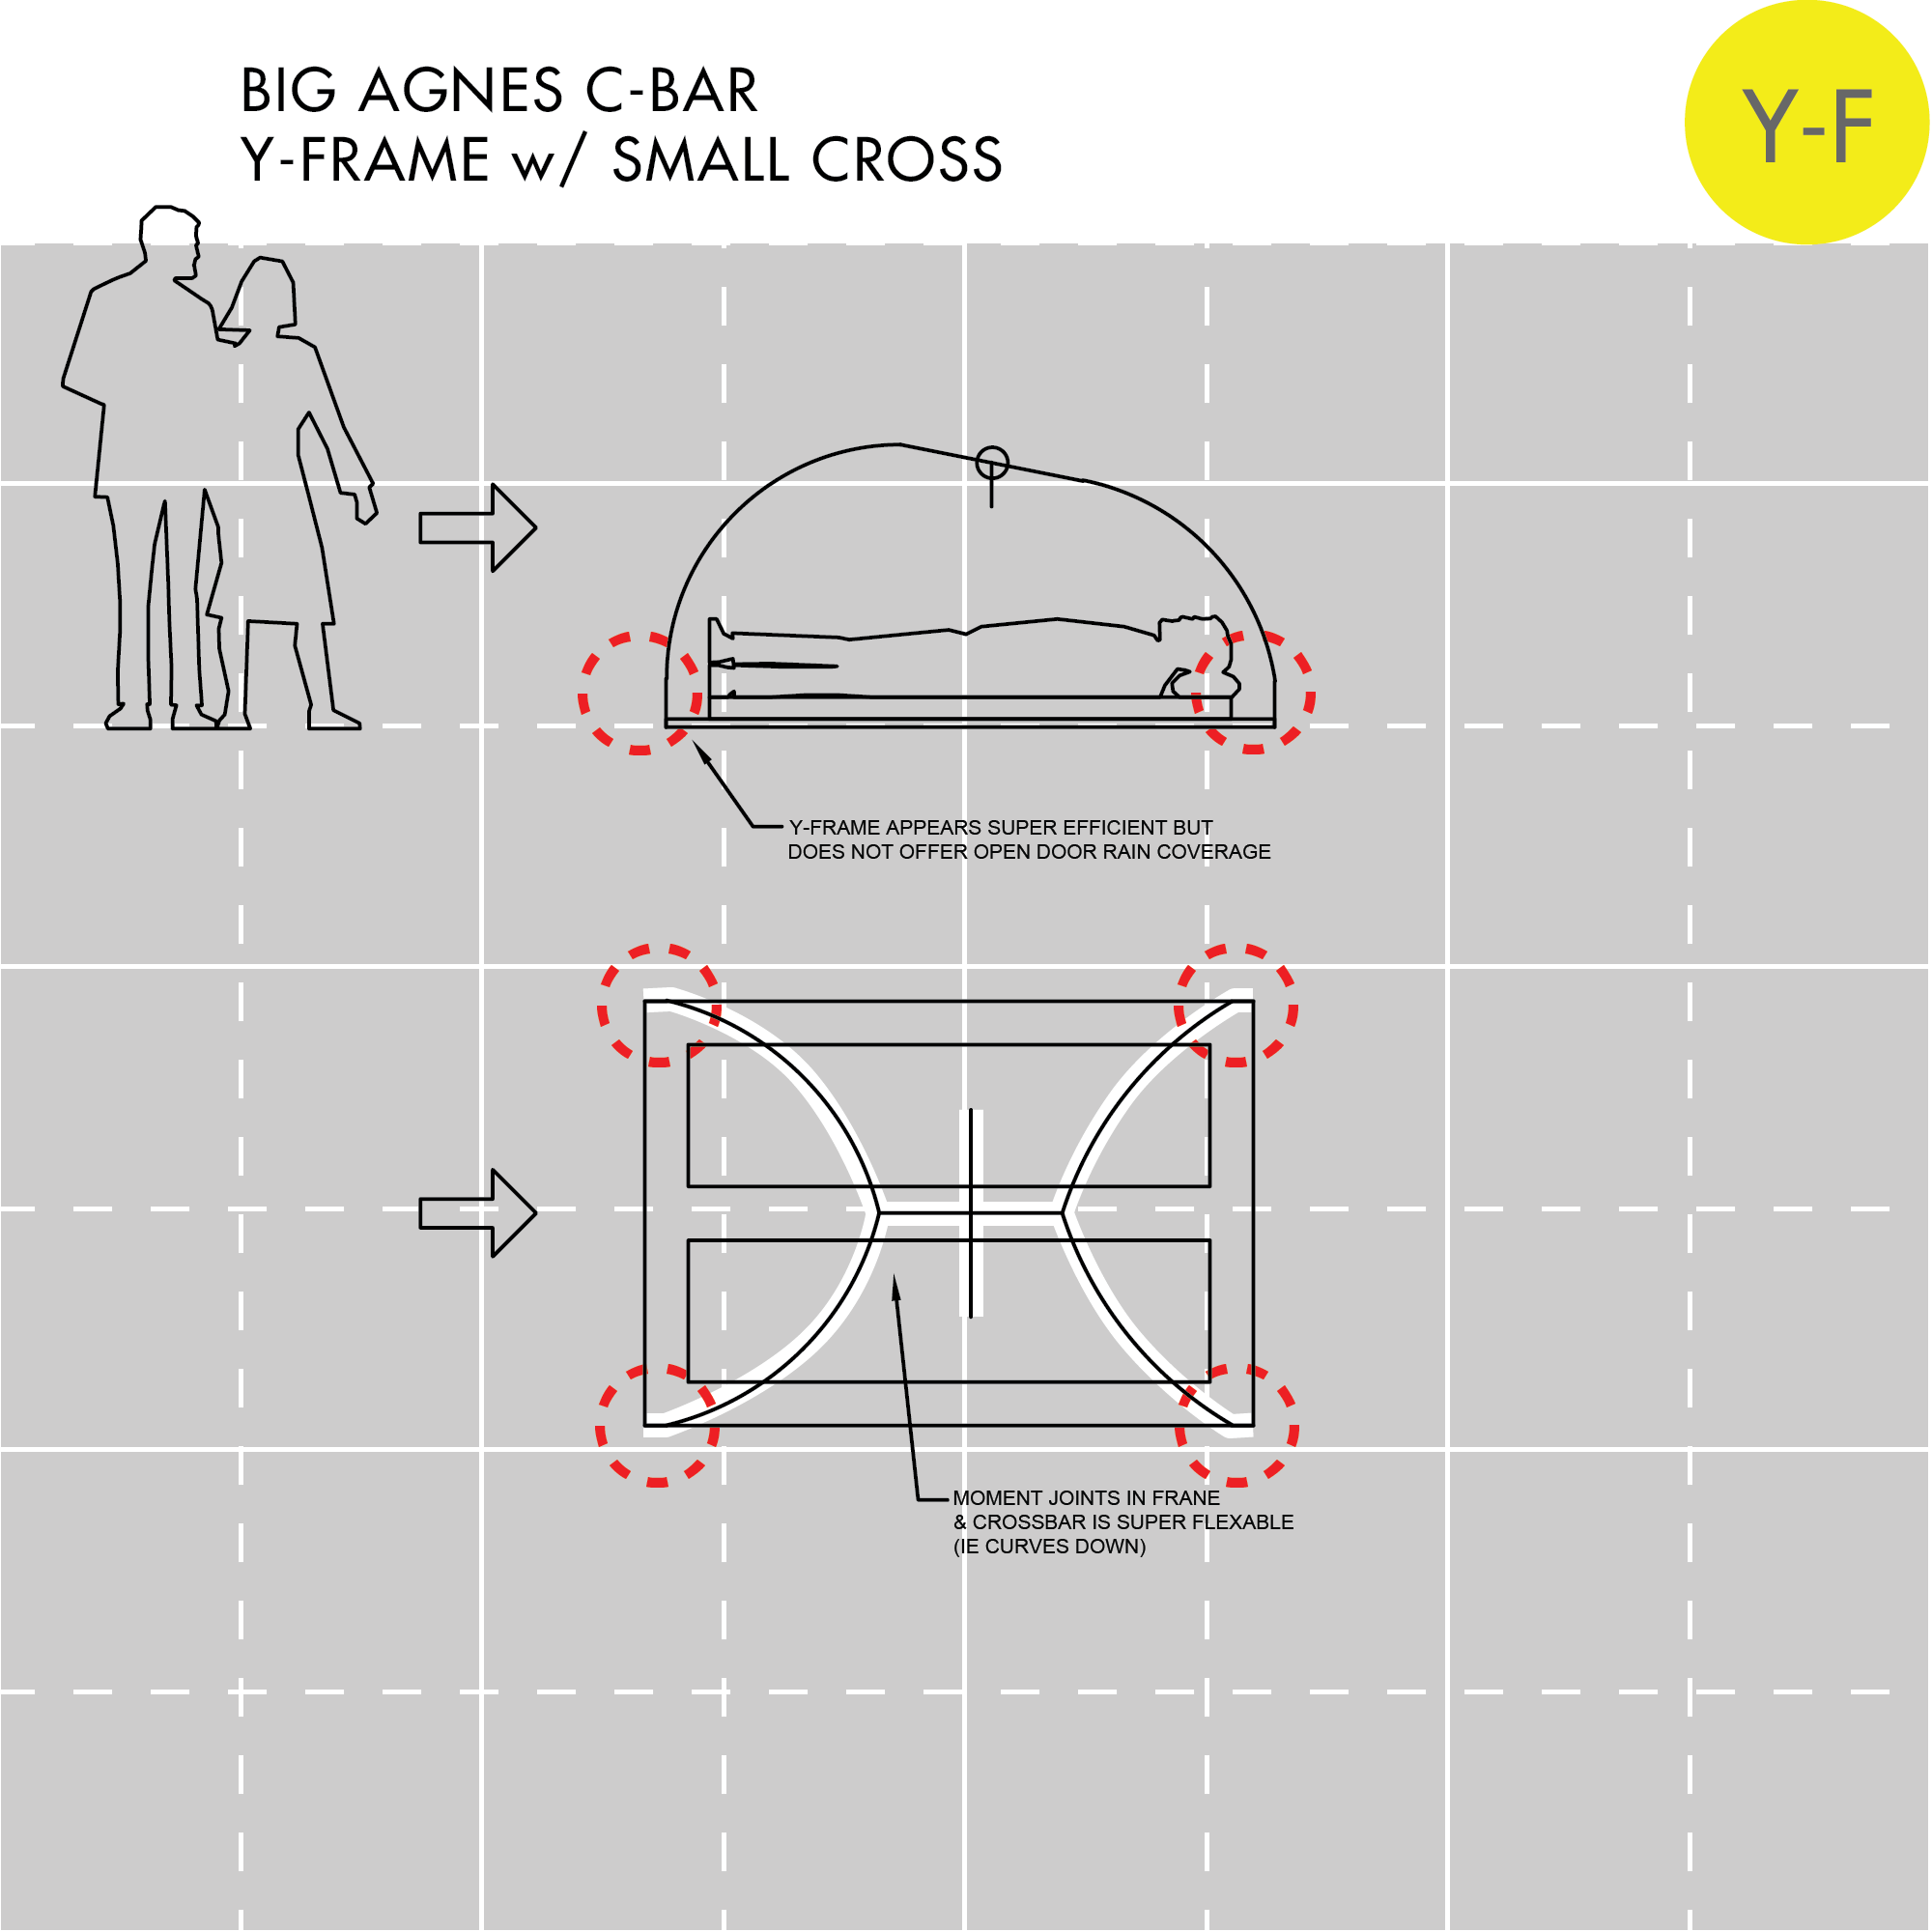 BIG AGNES C-BAR
Y-FRAME w/ SMALL CROSS
Y-F
Y-FRAME APPEARS SUPER EFFICIENT BUT
DOES NOT OFFER OPEN DOOR RAIN COVERAGE
MOMENT JOINTS IN FRANE
& CROSSBAR IS SUPER FLEXABLE
(IE CURVES DOWN)